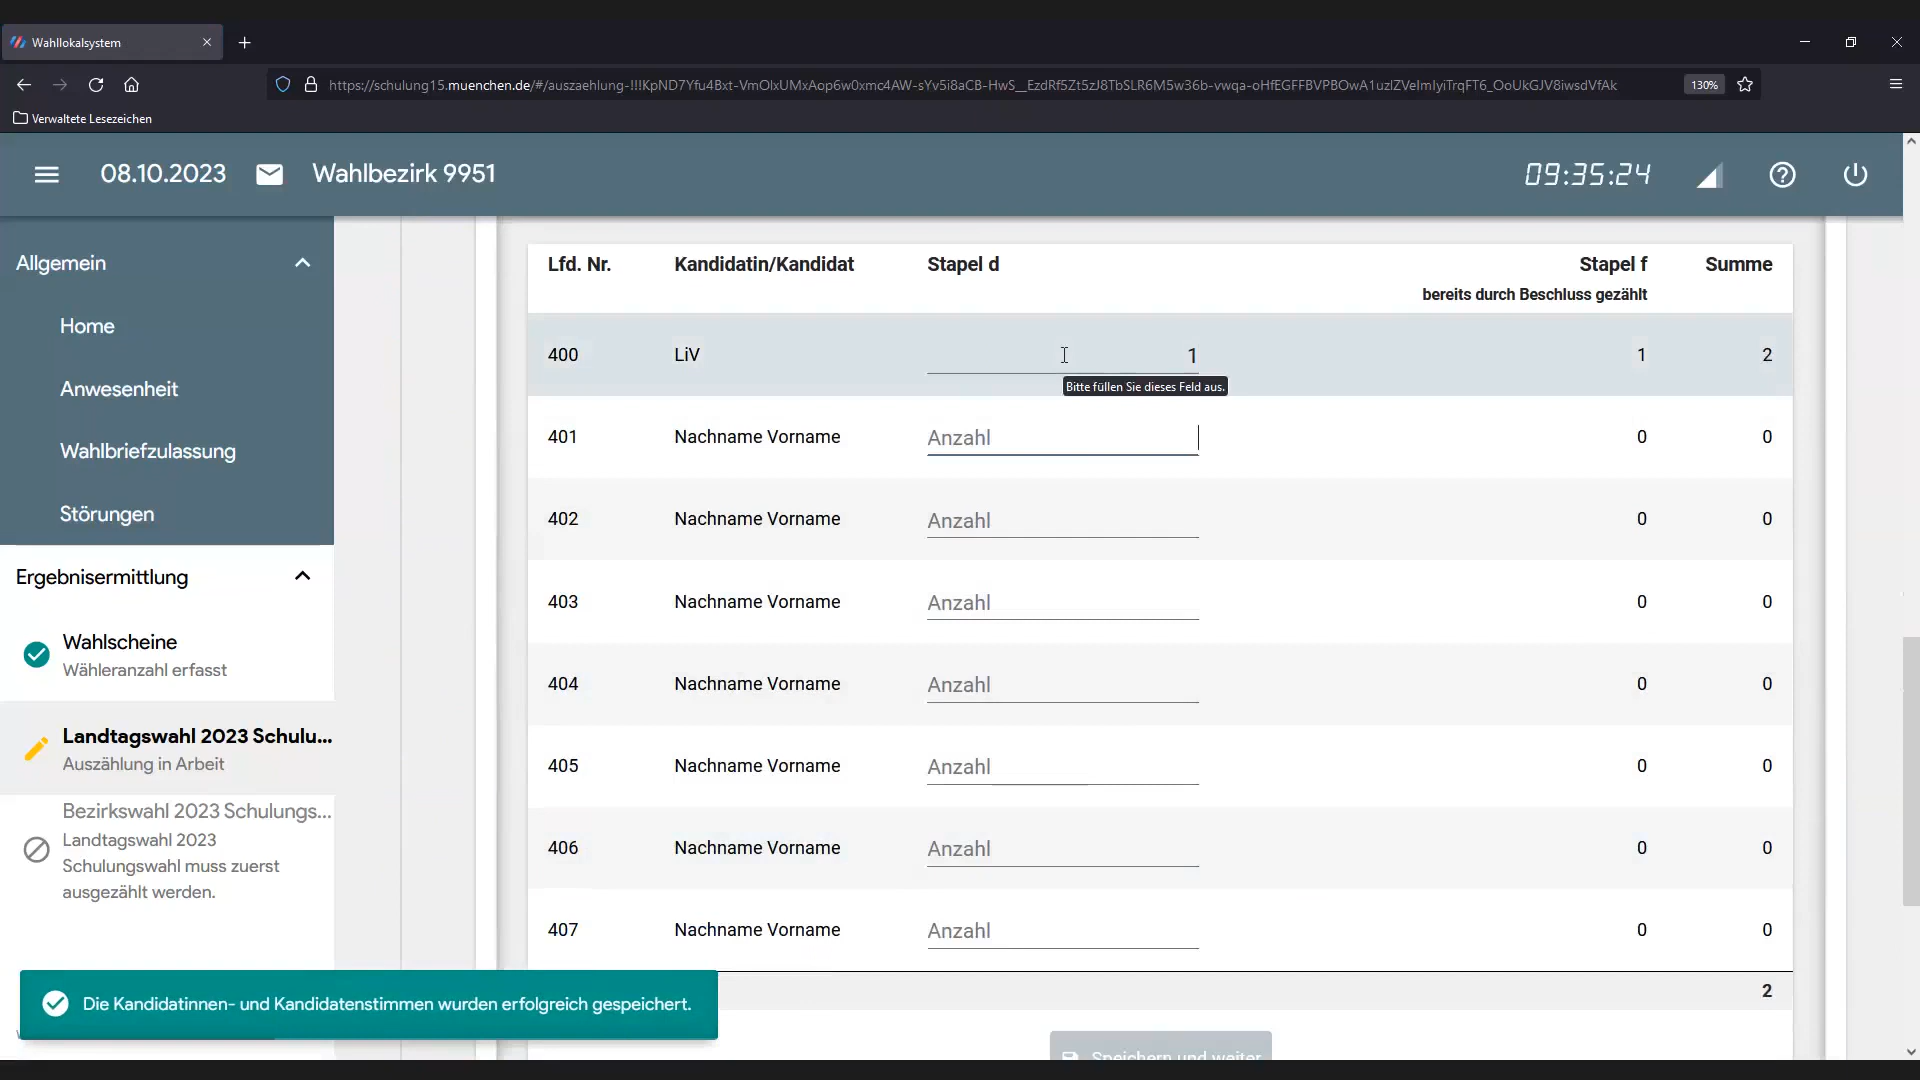 Wahllokalsystem
https://schulung15.muenchen.de/#/auszaehlung-!!!KpND7Yfu4Bxt-VmOlxUMxAop6w0xmc4AW-sYv5i8aCB-HwS__EzdRf5Zt5zJ8TbSLR6M5w36b-vwqa-oHfEGFFBVPBOwA1uzlZVeImIyiTrqFT6_OoUkGJV8iwsdVfAk
130%
Verwaltete Lesezeichen
08.10.2023
Wahlbezirk 9951
09:35:24
Allgemein
Home
Anwesenheit
Wahlbriefzulassung
Störungen
Ergebnisermittlung
Wahlscheine
Wähleranzahl erfasst
Landtagswahl 2023 Schulu...
Auszählung in Arbeit
Bezirkswahl 2023 Schulungs...
Landtagswahl 2023
Schulungswahl muss zuerst
ausgezählt werden.
Lfd. Nr. Kandidatin/Kandidat Stapel d Stapel f Summe
bereits durch Beschluss gezählt
400 LiV 1 1 2
Bitte füllen Sie dieses Feld aus.
401 Nachname Vorname Anzahl 0 0
402 Nachname Vorname Anzahl 0 0
403 Nachname Vorname Anzahl 0 0
404 Nachname Vorname Anzahl 0 0
405 Nachname Vorname Anzahl 0 0
406 Nachname Vorname Anzahl 0 0
407 Nachname Vorname Anzahl 0 0
2
Die Kandidatinnen- und Kandidatenstimmen wurden erfolgreich gespeichert.
Speichern und weiter